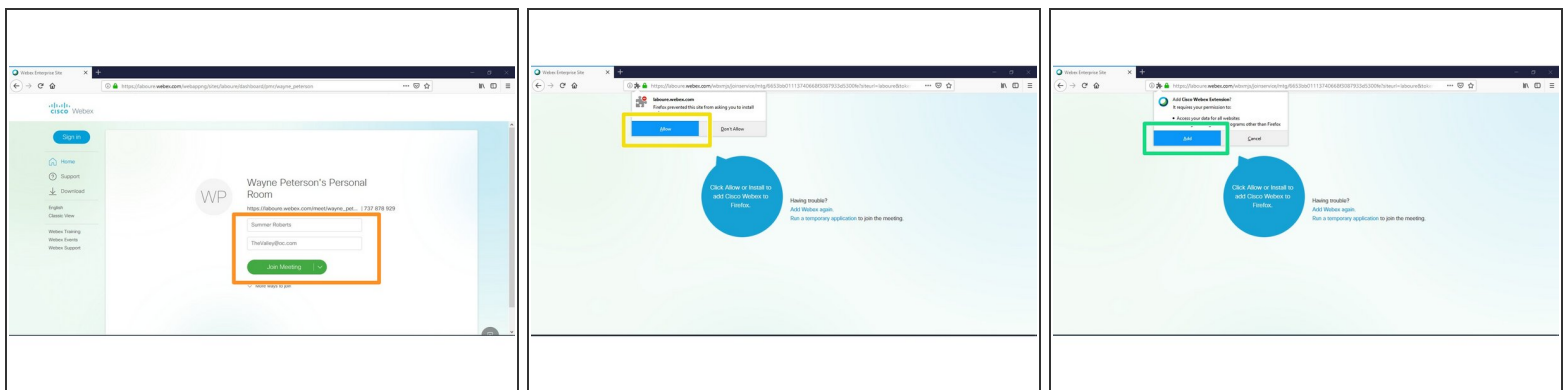 Webex Enterprise Site
https://laboure.webex.com/webappng/sites/laboure/dashboard/pmr/wayne_peterson
CISCO Webex
Sign in
Home
Support
Download
English
Classic View
Webex Training
Webex Events
Webex Support
WP
Wayne Peterson's Personal
Room
https://laboure.webex.com/meet/wayne_pet... | 737 878 929
Summer Roberts
TheValley@oc.com
Join Meeting
More ways to join
Webex Enterprise Site
laboure.webex.com
Firefox prevented this site from asking you to install
Allow
Don't Allow
Click Allow or Install to
add Cisco Webex to
Firefox.
Having trouble?
Add Webex again.
Run a temporary application to join the meeting.
Webex Enterprise Site
Add Cisco Webex Extension?
It requires your permission to:
• Access your data for all websites
programs other than Firefox
Add
Cancel
Click Allow or Install to
add Cisco Webex to
Firefox.
Having trouble?
Add Webex again.
Run a temporary application to join the meeting.